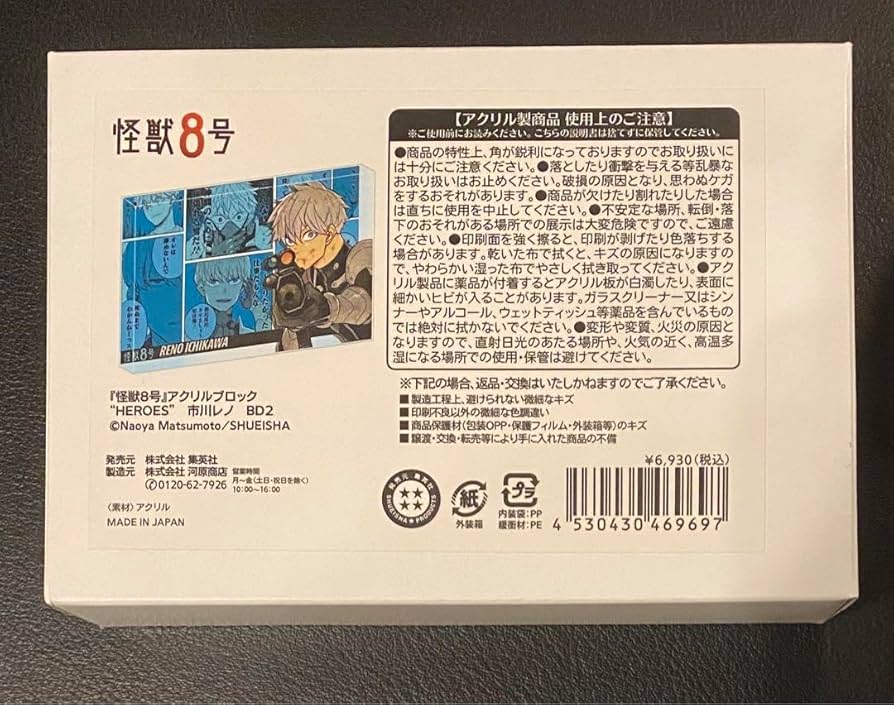 怪獣8号
怪獣8号 RENO ICHIKAWA
『怪獣8号』アクリルブロック
“HEROES” 市川レノ BD2
©Naoya Matsumoto/SHUEISHA
発売元 株式会社 集英社
製造元 株式会社 河原商店
✆0120-62-7926
営業時間
月~金(土日・祝日を除く)
10:00~16:00
〈素材〉アクリル
MADE IN JAPAN
【アクリル製商品 使用上のご注意】
※ご使用前にお読みください。こちらの説明書は捨てずに保管してください。
●商品の特性上、角が鋭利になっておりますのでお取り扱いに
は十分にご注意ください。●落としたり衝撃を与える等乱暴な
お取り扱いはお止めください。破損の原因となり、思わぬケガ
をするおそれがあります。●商品が欠けたり割れたりした場合
は直ちに使用を中止してください。●不安定な場所、転倒・落
下のおそれがある場所での展示は大変危険ですので、ご遠慮
ください。●印刷面を強く擦ると、印刷が剥げたり色落ちする
場合があります。乾いた布で拭くと、キズの原因になりますの
で、やわらかい湿った布でやさしく拭き取ってください。●アク
リル製品に薬品が付着するとアクリル板が白濁したり、表面に
細かいヒビが入ることがあります。ガラスクリーナー又はシン
ナーやアルコール、ウェットティッシュ等薬品を含んでいるもの
では絶対に拭かないでください。●変形や変質、火災の原因と
なりますので、直射日光のあたる場所や、火気の近く、高温多
湿になる場所での使用・保管は避けてください。
※下記の場合、返品・交換はいたしかねますのでご了承ください。
■製造工程上、避けられない微細なキズ
■印刷不良以外の微細な色調違い
■商品保護材(包装OPP・保護フィルム・外装箱等)のキズ
■譲渡・交換・転売等により手に入れた商品の不備
¥6,930(税込)
発売元 集英社
SHUEISHA PRODUCTS
紙
外装箱
プラ
内装袋:PP
緩衝材:PE
4 530430 469697